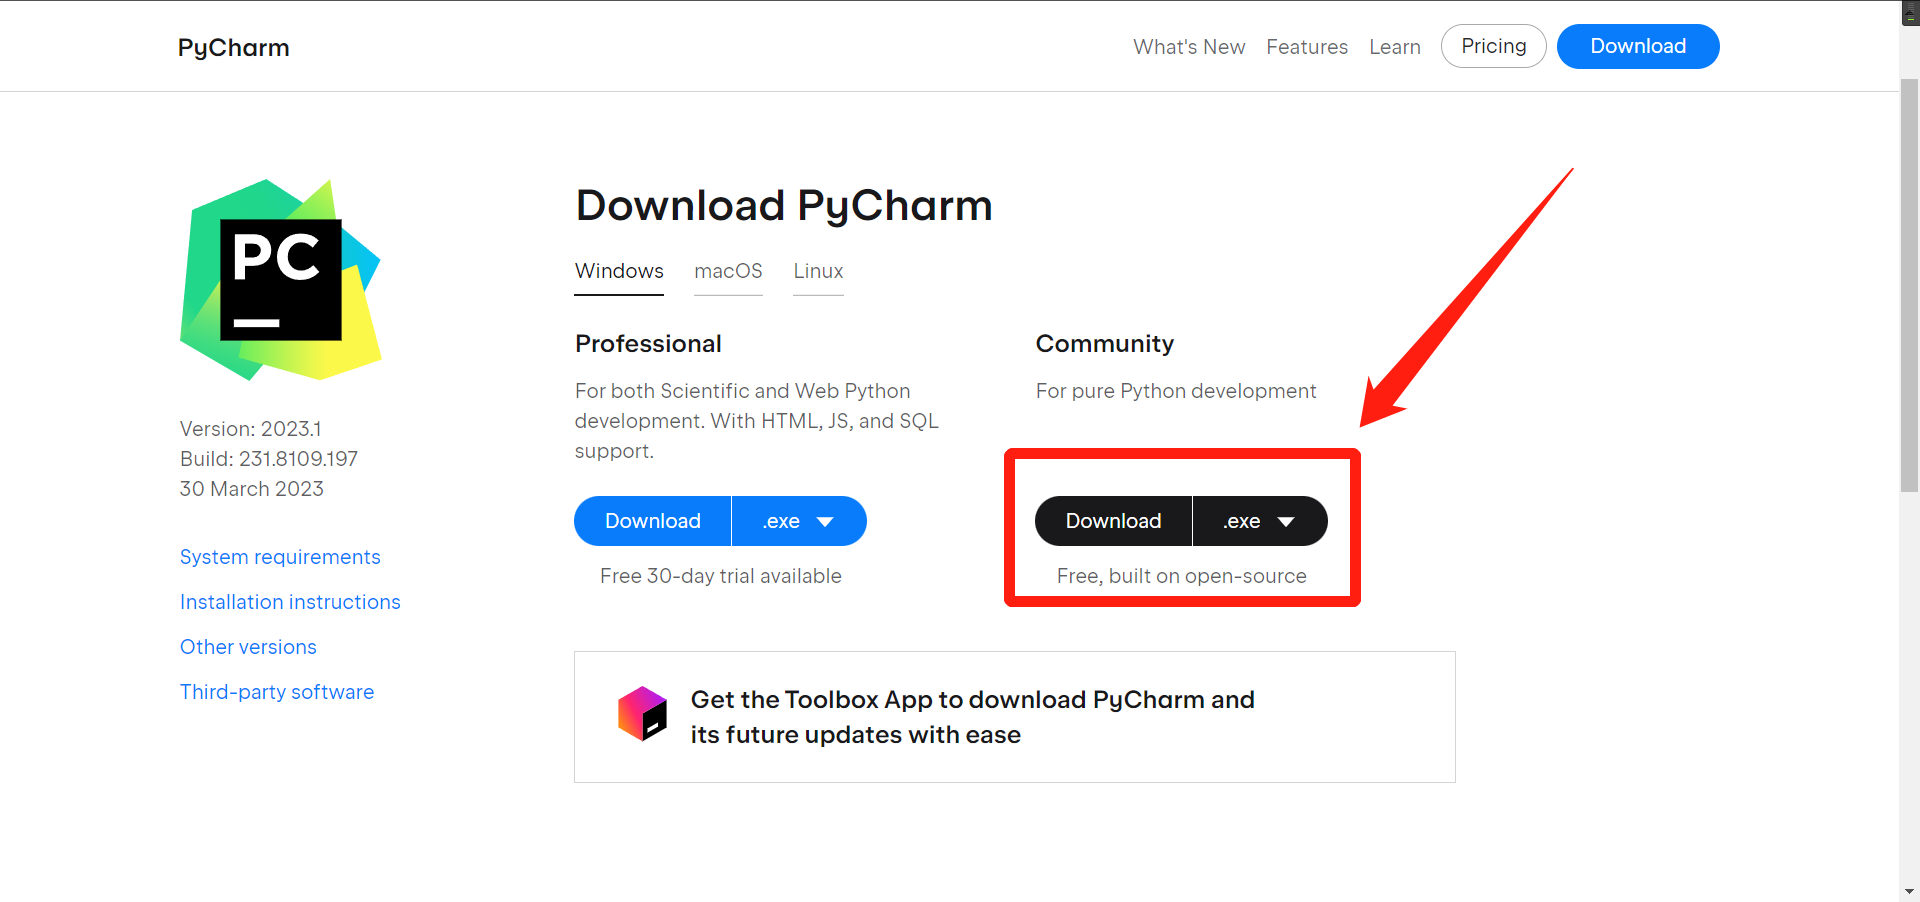 PyCharm
What's New Features Learn Pricing Download
PC
Version: 2023.1
Build: 231.8109.197
30 March 2023
System requirements
Installation instructions
Other versions
Third-party software
Download PyCharm
Windows macOS Linux
Professional
For both Scientific and Web Python
development. With HTML, JS, and SQL
support.
Download .exe
Free 30-day trial available
Community
For pure Python development
Download .exe
Free, built on open-source
Get the Toolbox App to download PyCharm and
its future updates with ease